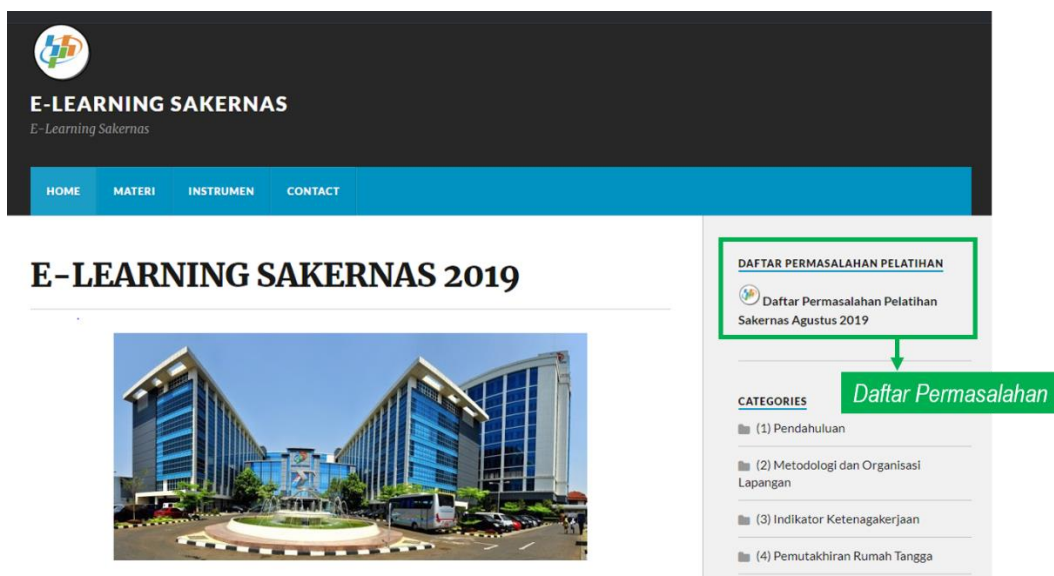 E-LEARNING SAKERNAS
E-Learning Sakernas
HOME MATERI INSTRUMEN CONTACT
E-LEARNING SAKERNAS 2019
DAFTAR PERMASALAHAN PELATIHAN
Daftar Permasalahan Pelatihan
Sakernas Agustus 2019
Daftar Permasalahan
CATEGORIES
(1) Pendahuluan
(2) Metodologi dan Organisasi
Lapangan
(3) Indikator Ketenagakerjaan
(4) Pemutakhiran Rumah Tangga